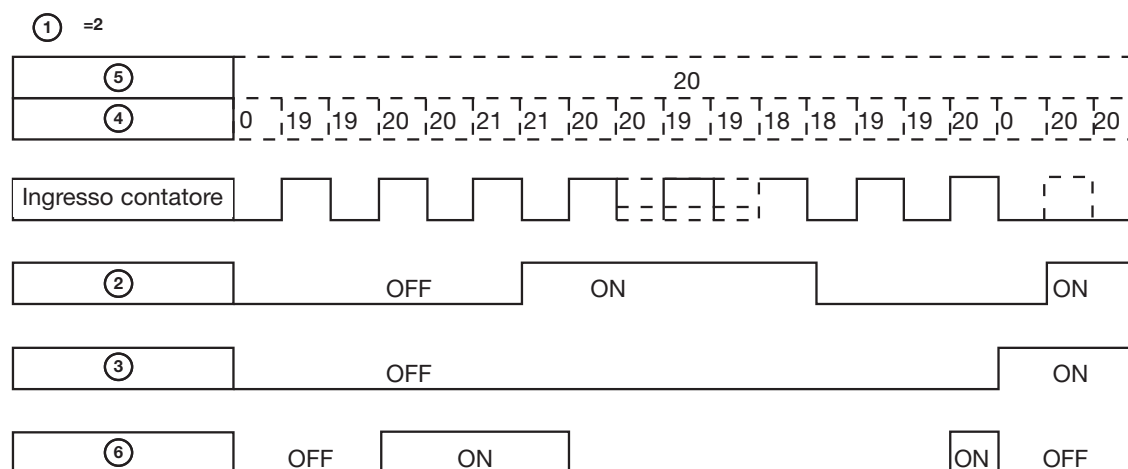 ① =2
⑤ 20
④ 0 19 19 20 20 21 21 20 20 19 19 18 18 19 19 20 0 20 20
Ingresso contatore
② OFF ON ON
③ OFF ON
⑥ OFF ON ON OFF